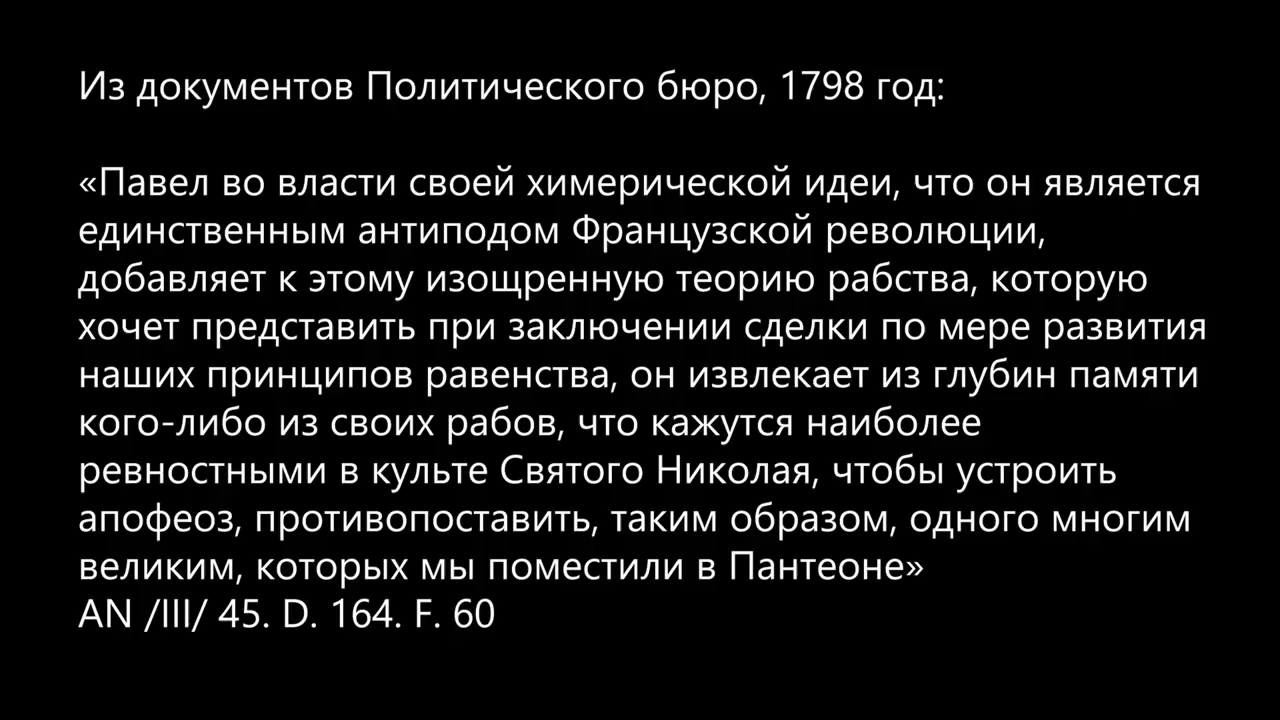 Из документов Политического бюро, 1798 год:
«Павел во власти своей химерической идеи, что он является
единственным антиподом Французской революции,
добавляет к этому изощренную теорию рабства, которую
хочет представить при заключении сделки по мере развития
наших принципов равенства, он извлекает из глубин памяти
кого-либо из своих рабов, что кажутся наиболее
ревностными в культе Святого Николая, чтобы устроить
апофеоз, противопоставить, таким образом, одного многим
великим, которых мы поместили в Пантеоне»
AN /III/ 45. D. 164. F. 60